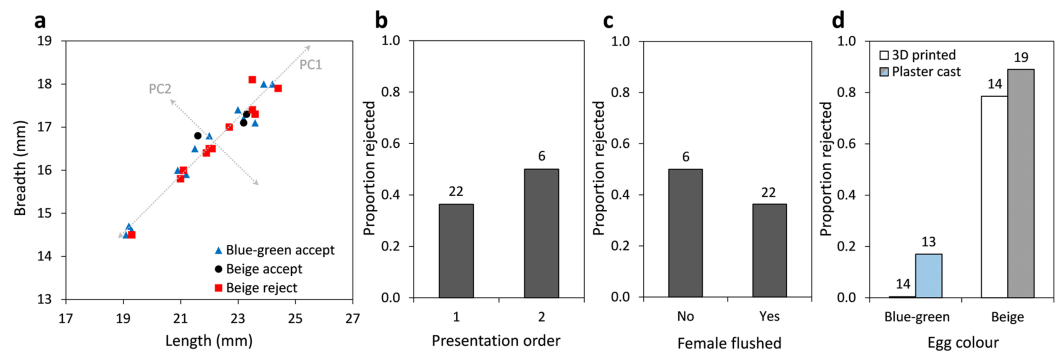 a
19
18
17
16
15
14
13
Breadth (mm)
17
19
21
23
25
27
Length (mm)
PC1
PC2
Blue-green accept
Beige accept
Beige reject
b
1.0
0.8
0.6
0.4
0.2
0.0
Proportion rejected
22
6
1
2
Presentation order
c
1.0
0.8
0.6
0.4
0.2
0.0
Proportion rejected
6
22
No
Yes
Female flushed
d
1.0
0.8
0.6
0.4
0.2
0.0
Proportion rejected
3D printed
Plaster cast
14
13
14
19
Blue-green
Beige
Egg colour